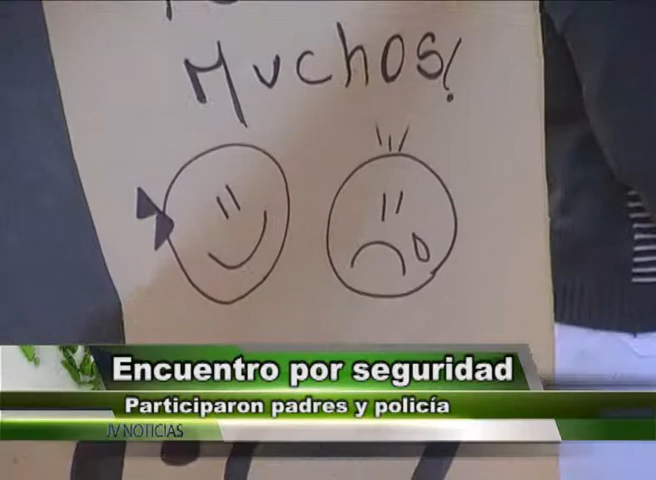 Muchos!
Encuentro por seguridad
Participaron padres y policía
JV NOTICIAS